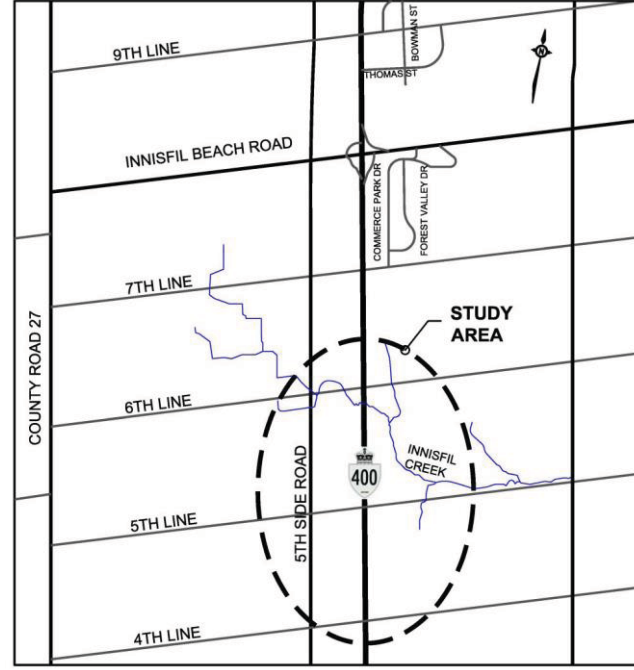 BOWMAN ST
9TH LINE
THOMAS ST
N
INNISFIL BEACH ROAD
COMMERCE PARK DR
FOREST VALLEY DR
7TH LINE
STUDY
AREA
COUNTY ROAD 27
6TH LINE
INNISFIL
CREEK
400
5TH SIDE ROAD
5TH LINE
4TH LINE